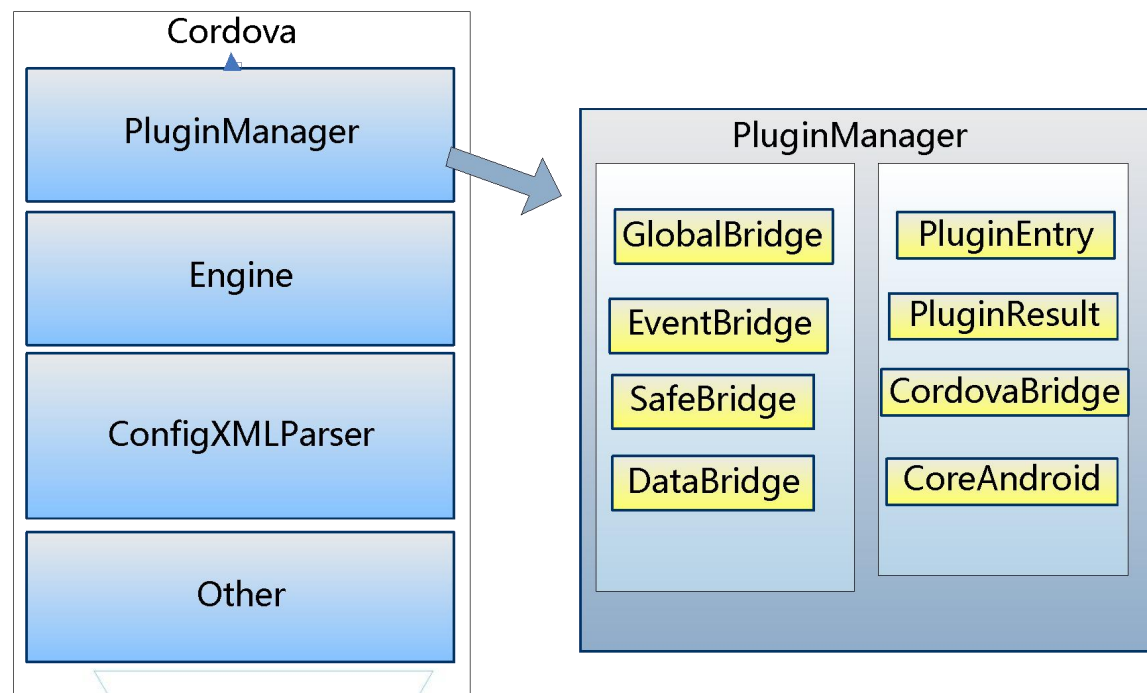 Cordova
PluginManager
Engine
ConfigXMLParser
Other
PluginManager
GlobalBridge
EventBridge
SafeBridge
DataBridge
PluginEntry
PluginResult
CordovaBridge
CoreAndroid